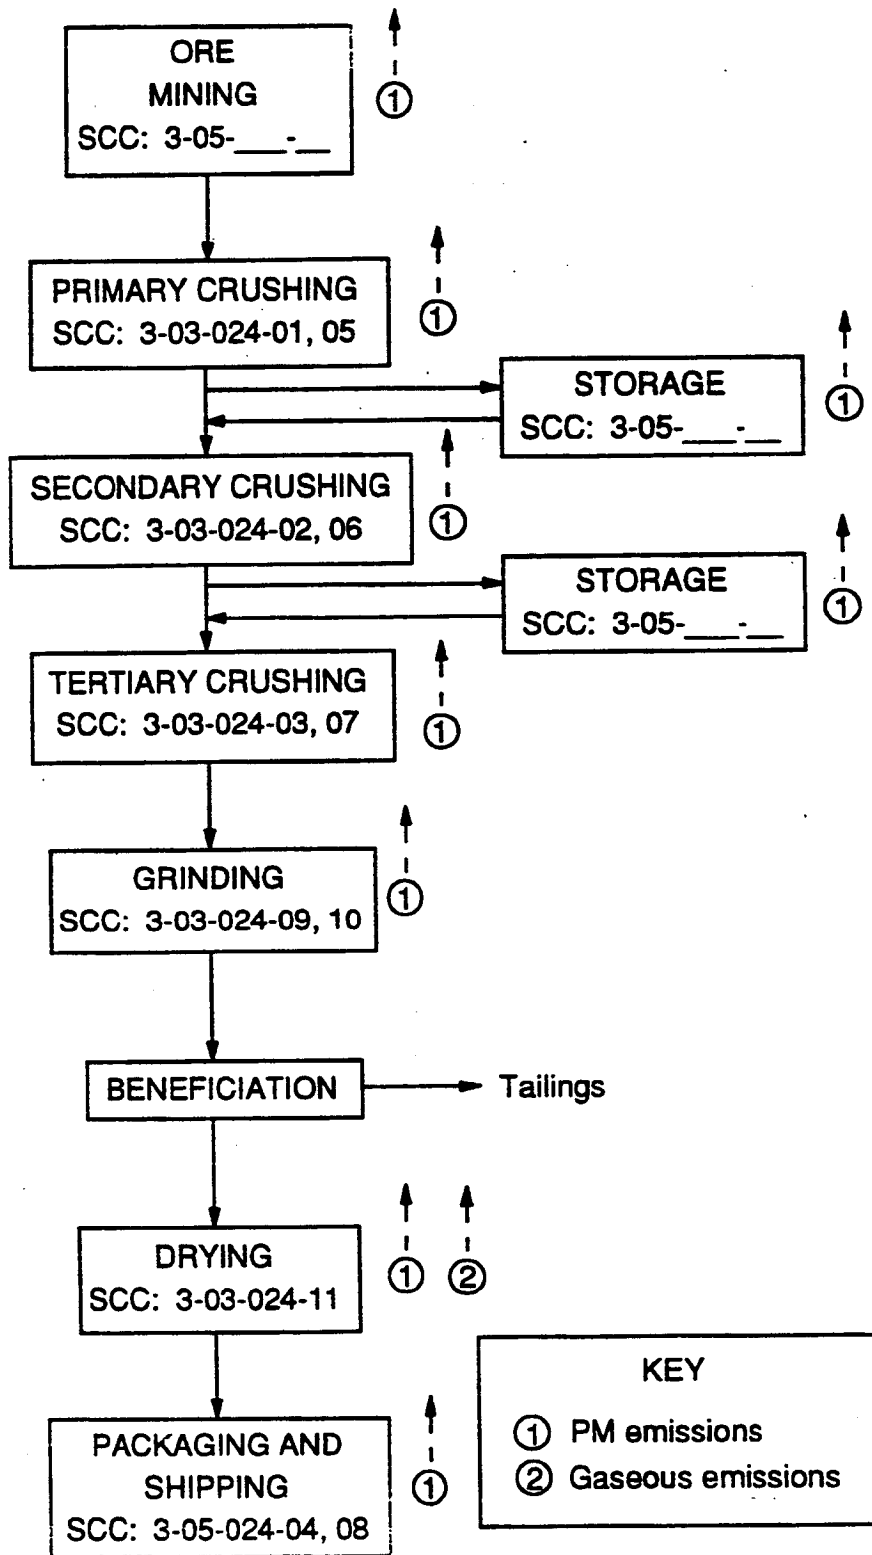 ORE
MINING
SCC: 3-05-___-__
①
PRIMARY CRUSHING
SCC: 3-03-024-01, 05
①
STORAGE
SCC: 3-05-___-__
①
SECONDARY CRUSHING
SCC: 3-03-024-02, 06
①
STORAGE
SCC: 3-05-___-__
①
TERTIARY CRUSHING
SCC: 3-03-024-03, 07
①
GRINDING
SCC: 3-03-024-09, 10
①
BENEFICIATION
Tailings
DRYING
SCC: 3-03-024-11
① ②
PACKAGING AND
SHIPPING
SCC: 3-05-024-04, 08
①
KEY
① PM emissions
② Gaseous emissions